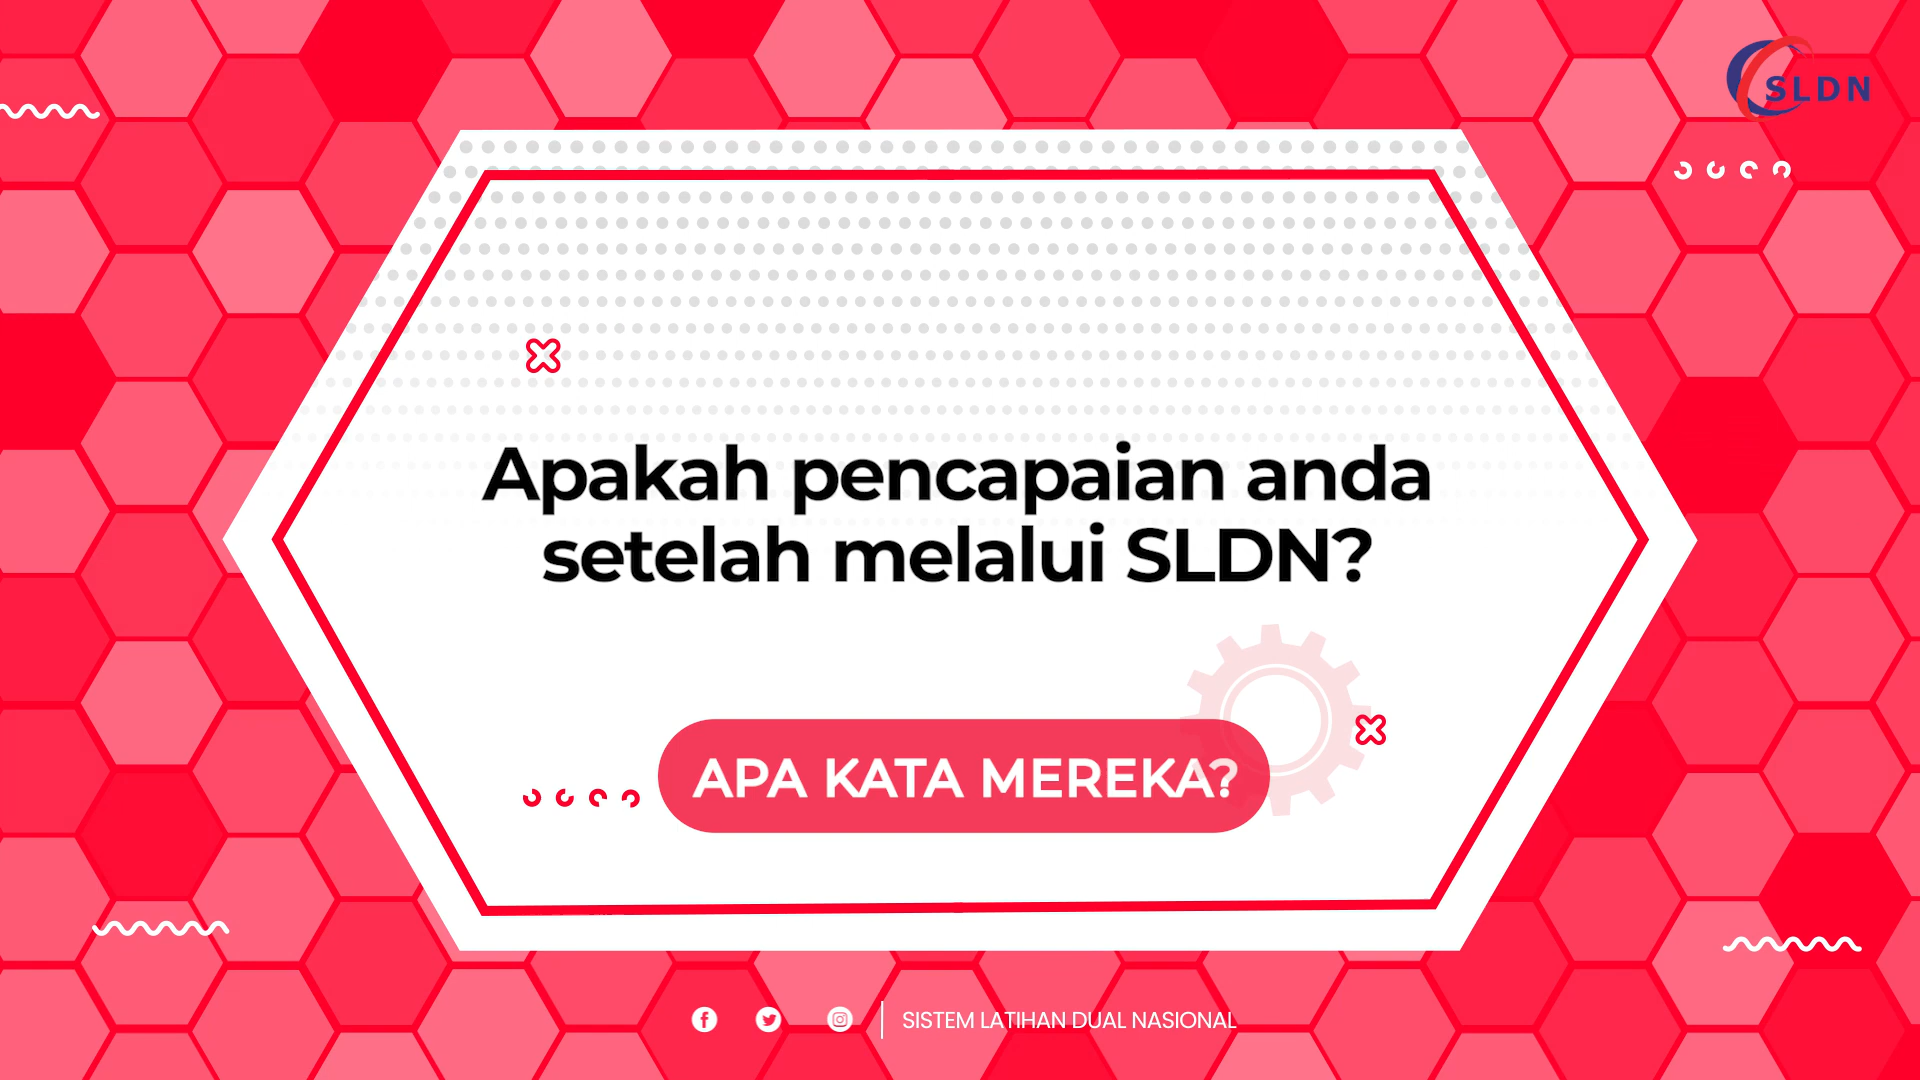 SLDN
Apakah pencapaian anda
setelah melalui SLDN?
APA KATA MEREKA?
SISTEM LATIHAN DUAL NASIONAL